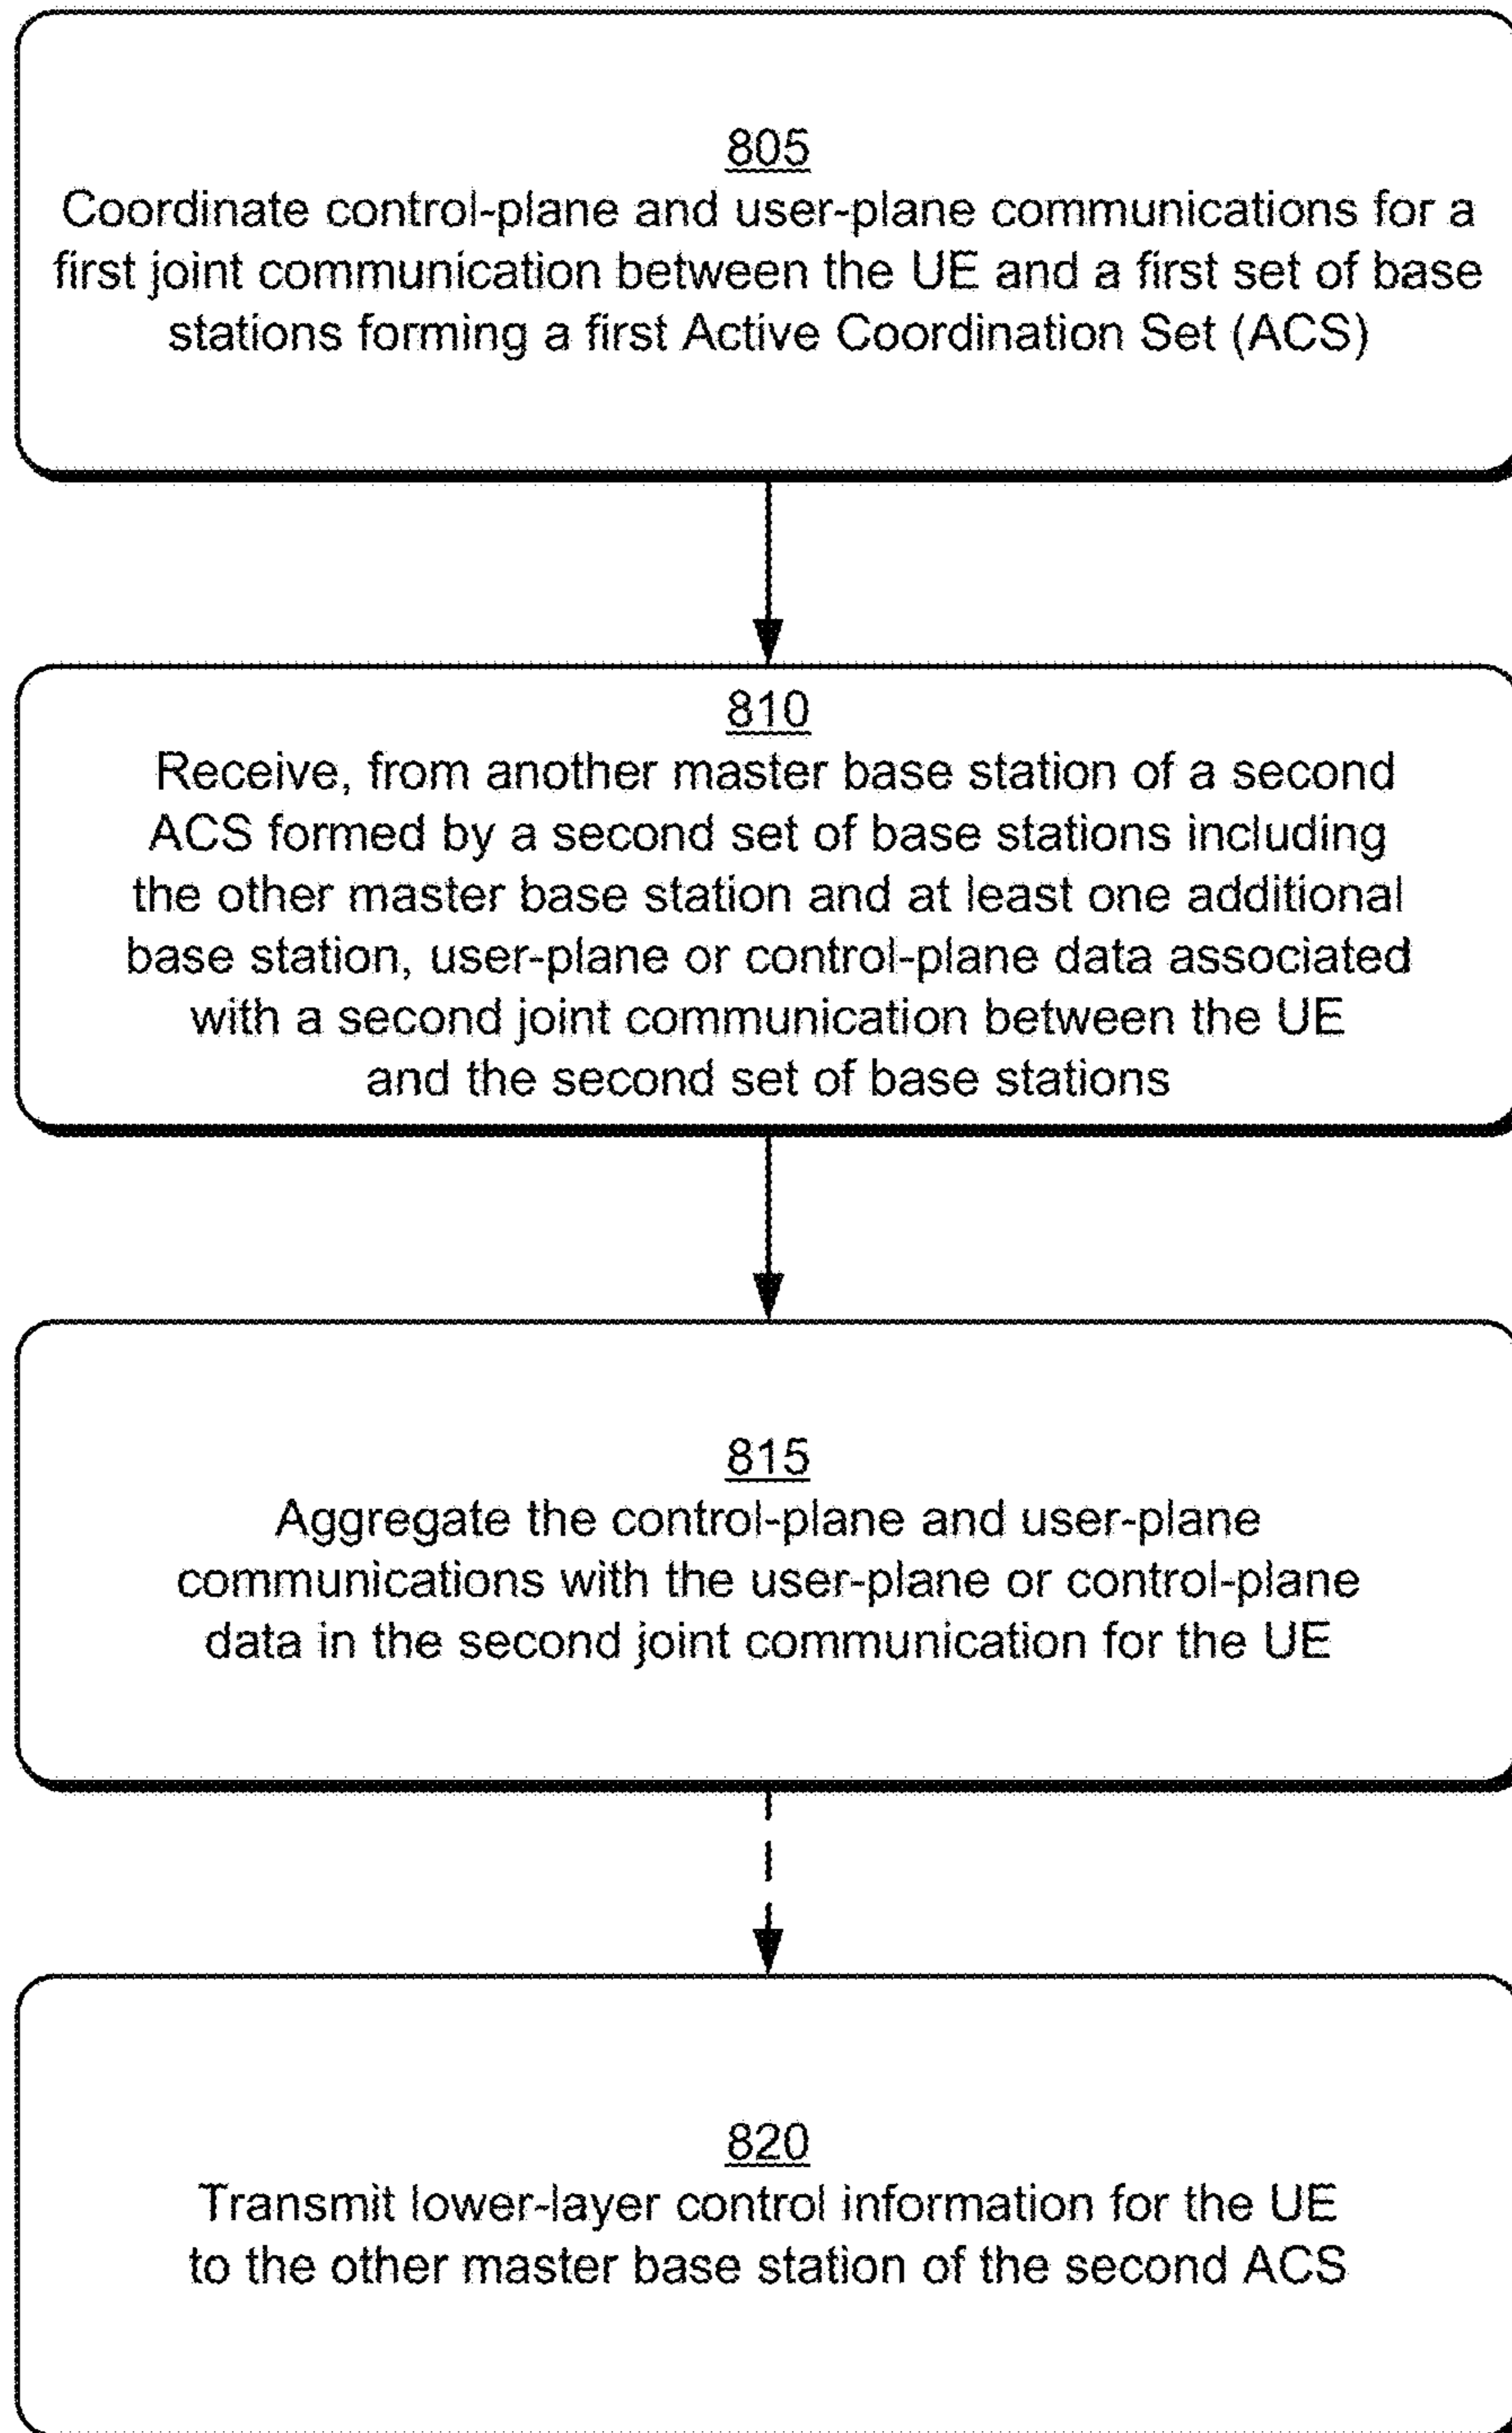 805
Coordinate control-plane and user-plane communications for a
first joint communication between the UE and a first set of base
stations forming a first Active Coordination Set (ACS)
810
Receive, from another master base station of a second
ACS formed by a second set of base stations including
the other master base station and at least one additional
base station, user-plane or control-plane data associated
with a second joint communication between the UE
and the second set of base stations
815
Aggregate the control-plane and user-plane
communications with the user-plane or control-plane
data in the second joint communication for the UE
820
Transmit lower-layer control information for the UE
to the other master base station of the second ACS